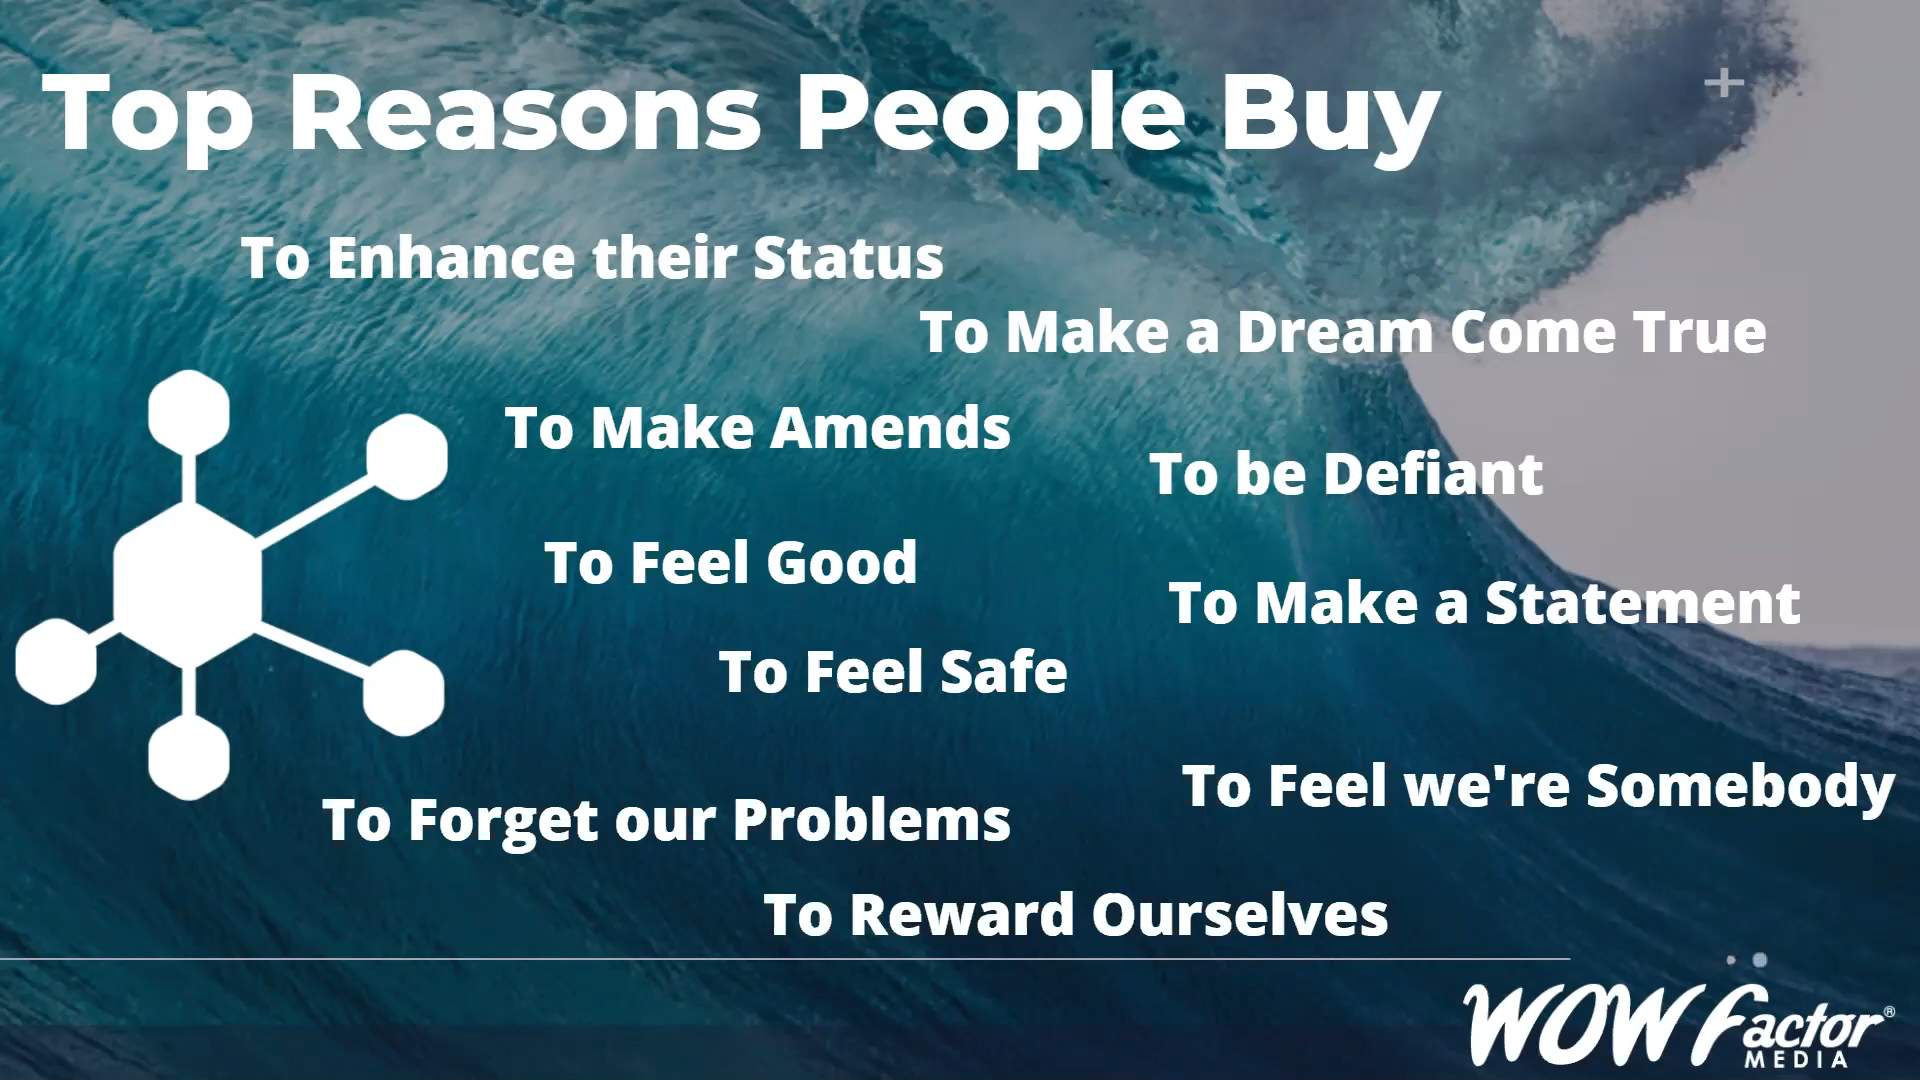 Top Reasons People Buy
To Enhance their Status
To Make a Dream Come True
To Make Amends
To be Defiant
To Feel Good
To Make a Statement
To Feel Safe
To Feel we're Somebody
To Forget our Problems
To Reward Ourselves
WOW Factor®
MEDIA